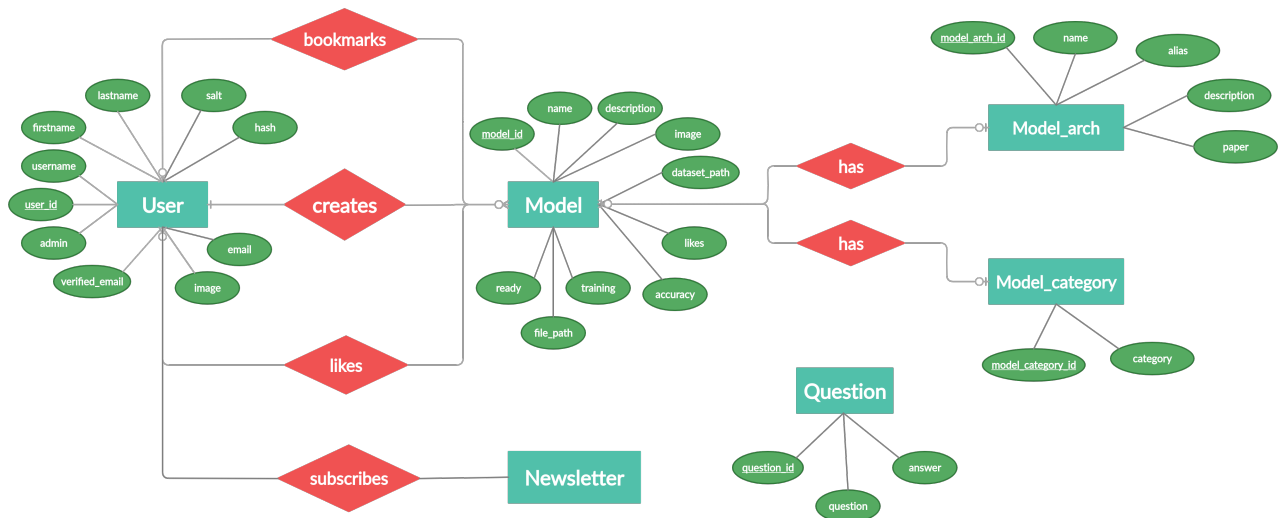 bookmarks
model_arch_id
name
alias
lastname
salt
description
firstname
hash
name
description
model_id
image
Model_arch
paper
username
has
dataset_path
user_id
User
creates
Model
admin
email
likes
has
verified_email
image
ready
training
accuracy
Model_category
file_path
likes
model_category_id
category
Question
question_id
answer
subscribes
Newsletter
question